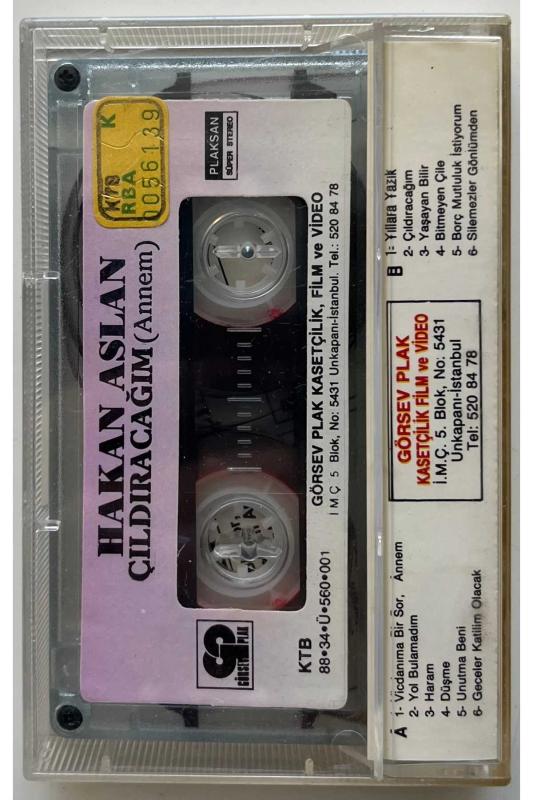 K
K78
RBA
0056139
PLAKSAN
SÜPER STEREO
HAKAN ASLAN
ÇILDIRACAĞIM (Annem)
GÖRSEV PLAK
KTB
88•34•Ü•560•001
GÖRSEV PLAK KASETÇİLİK, FİLM ve VİDEO
İ M Ç 5 Blok, No: 5431 Unkapanı-İstanbul. Tel.: 520 84 78
A
1- Vicdanıma Bir Sor, Annem
2- Yol Bulamadım
3- Haram
4- Düşme
5- Unutma Beni
6- Geceler Katilim Olacak
GÖRSEV PLAK
KASETÇİLİK FİLM ve VİDEO
İ.M.Ç. 5. Blok, No: 5431
Unkapanı-İstanbul
Tel: 520 84 78
B
1- Yıllara Yazık
2- Çıldıracağım
3- Yaşayan Bilir
4- Bitmeyen Çile
5- Borç Mutluluk İstiyorum
6- Silemezler Gönlümden